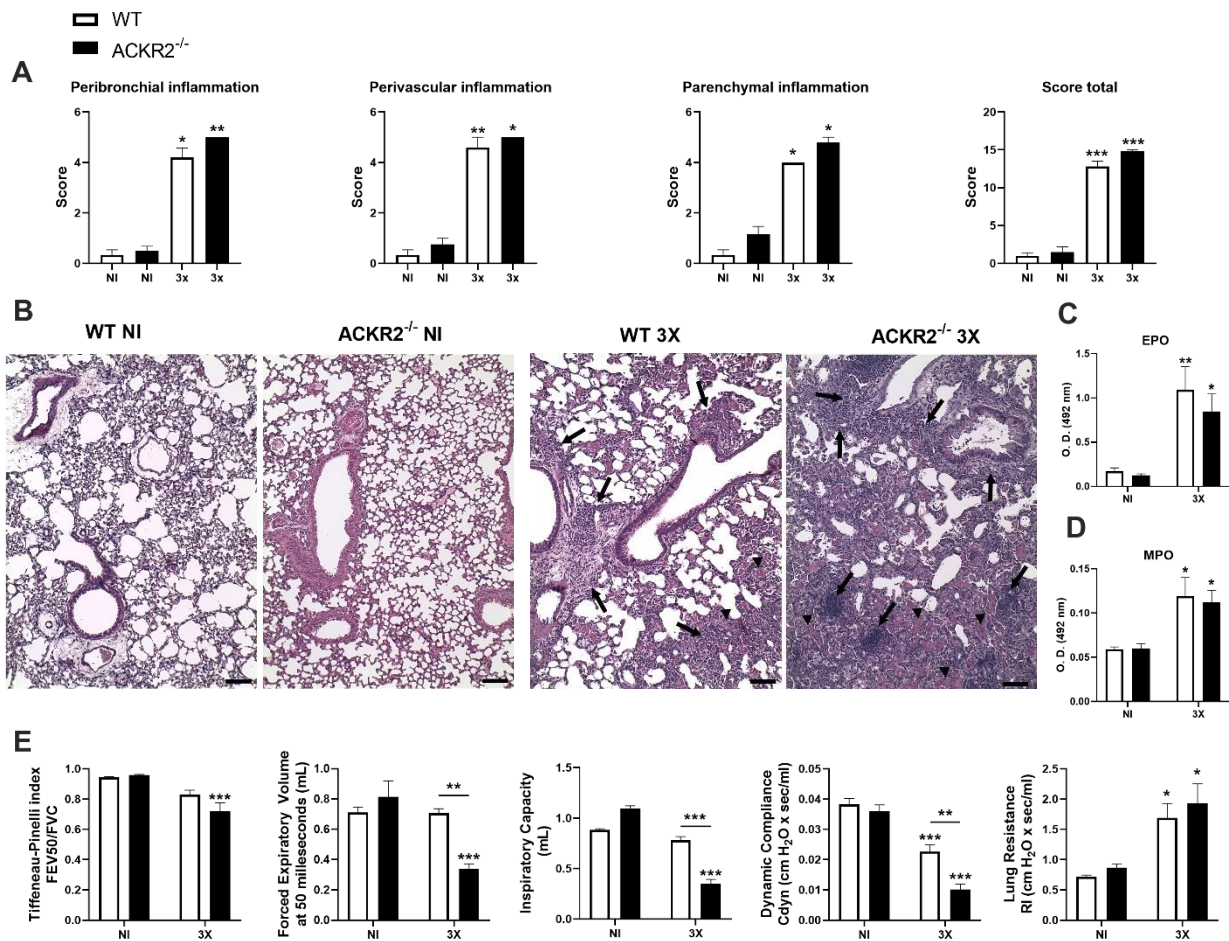 WT
ACKR2-/-
A
Peribronchial inflammation
Perivascular inflammation
Parenchymal inflammation
Score total
Score
6
4
2
0
*
**
NI
NI
3x
3x
Score
6
4
2
0
**
*
NI
NI
3x
3x
Score
6
4
2
0
*
*
NI
NI
3x
3x
Score
20
15
10
5
0
***
***
NI
NI
3x
3x
B
WT NI
ACKR2-/- NI
WT 3X
ACKR2-/- 3X
C
EPO
O. D. (492 nm)
1.5
1.0
0.5
0.0
**
*
NI
3X
D
MPO
O. D. (492 nm)
0.15
0.10
0.05
0.00
*
*
NI
3X
E
Tiffeneau-Pinelli index
FEV50/FVC
1.0
0.8
0.6
0.4
0.2
0.0
***
NI
3X
Forced Expiratory Volume
at 50 milleseconds (mL)
1.0
0.8
0.6
0.4
0.2
0.0
**
***
NI
3X
Inspiratory Capacity
(mL)
1.5
1.0
0.5
0.0
***
***
NI
3X
Dynamic Compliance
Cdyn (cm H2O x sec/ml)
0.05
0.04
0.03
0.02
0.01
0.00
**
***
***
NI
3X
Lung Resistance
RI (cm H2O x sec/ml)
2.5
2.0
1.5
1.0
0.5
0.0
*
*
NI
3X